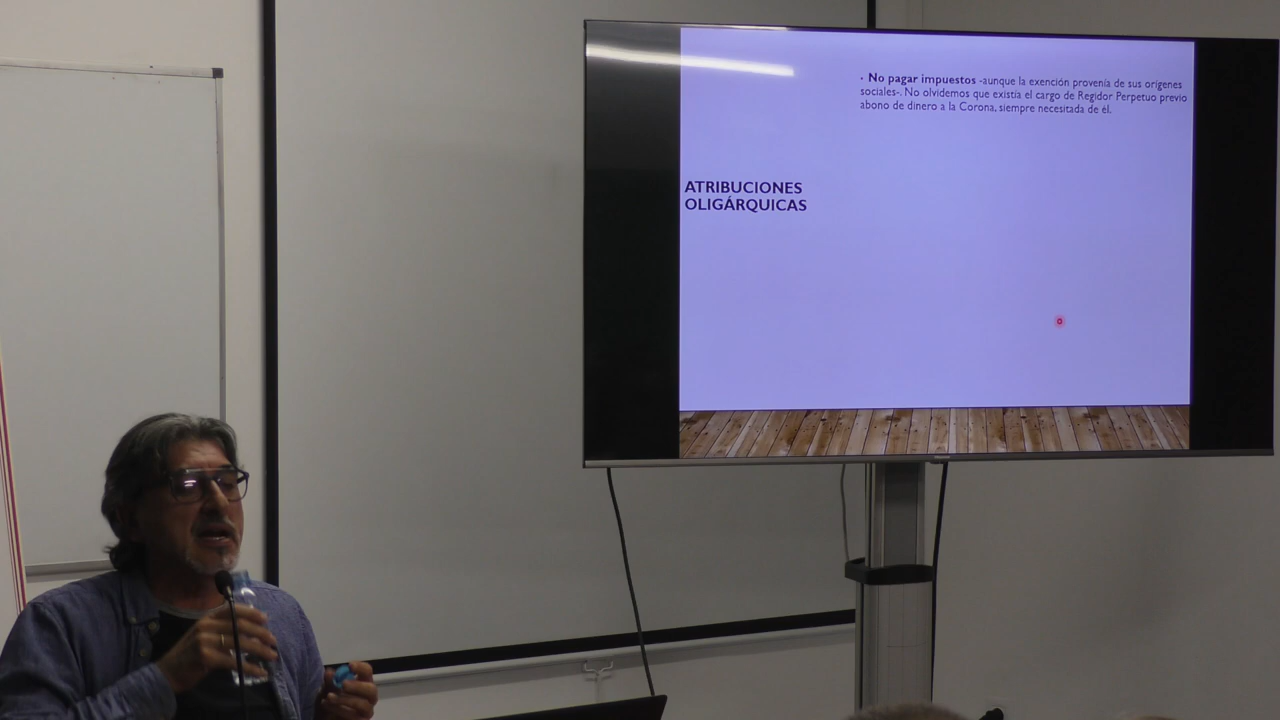 · No pagar impuestos -aunque la exención provenía de sus orígenes
sociales-. No olvidemos que existía el cargo de Regidor Perpetuo previo
abono de dinero a la Corona, siempre necesitada de él.
ATRIBUCIONES
OLIGÁRQUICAS